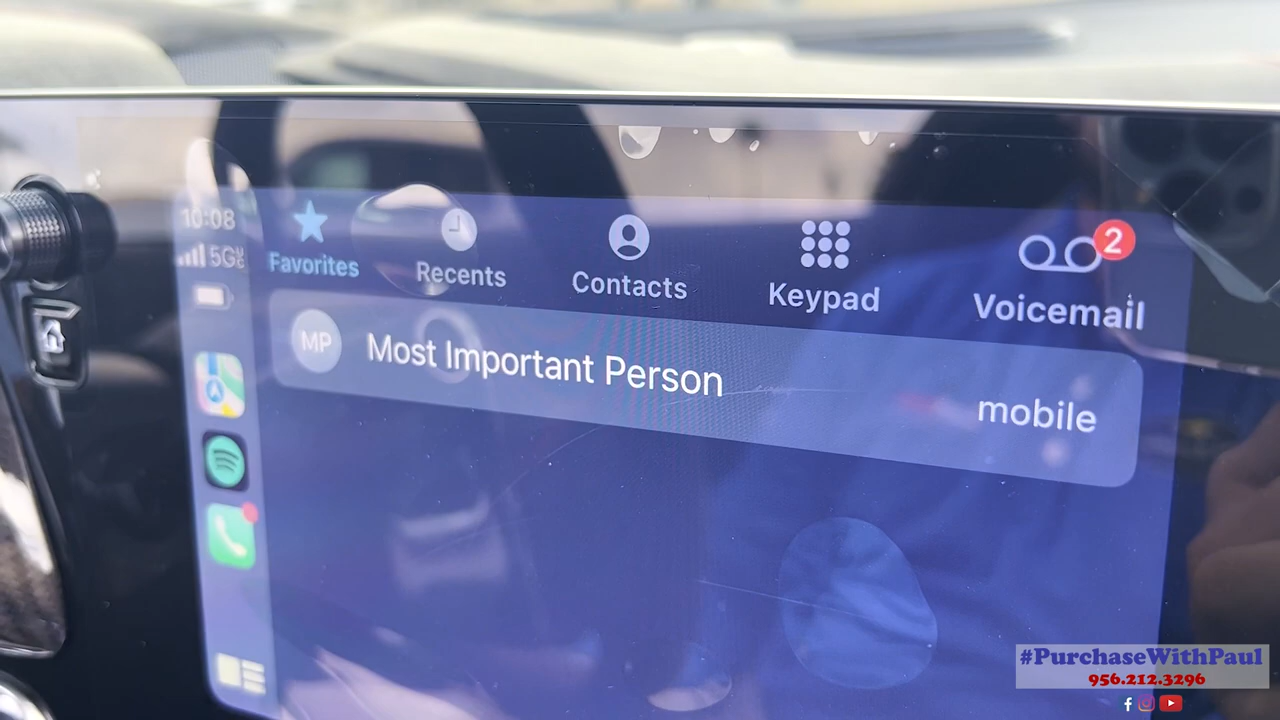 10:08
5G
Favorites
Recents
Contacts
Keypad
2
Voicemail
MP
Most Important Person
mobile
#PurchaseWithPaul
956.212.3296